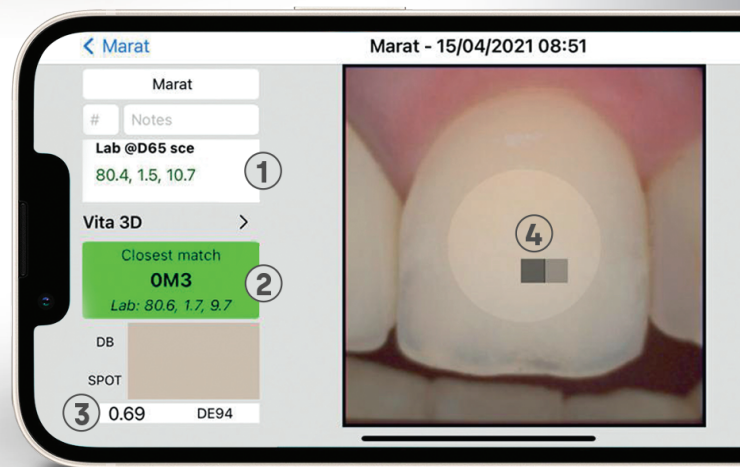 < Marat
Marat - 15/04/2021 08:51
Marat
# Notes
Lab @D65 sce
80.4, 1.5, 10.7
1
Vita 3D >
Closest match
0M3
Lab: 80.6, 1.7, 9.7
2
DB
SPOT
3
0.69 DE94
4